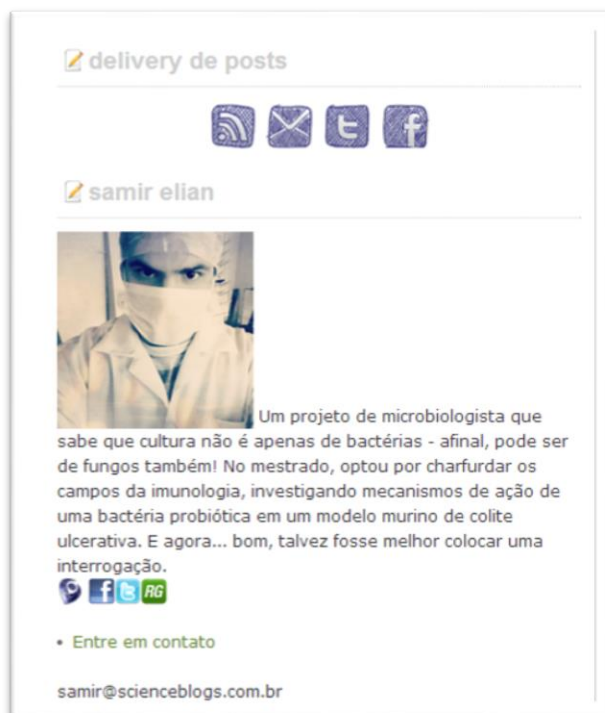 delivery de posts
samir elian
Um projeto de microbiologista que
sabe que cultura não é apenas de bactérias - afinal, pode ser
de fungos também! No mestrado, optou por charfurdar os
campos da imunologia, investigando mecanismos de ação de
uma bactéria probiótica em um modelo murino de colite
ulcerativa. E agora... bom, talvez fosse melhor colocar uma
interrogação.
RG
• Entre em contato
samir@scienceblogs.com.br